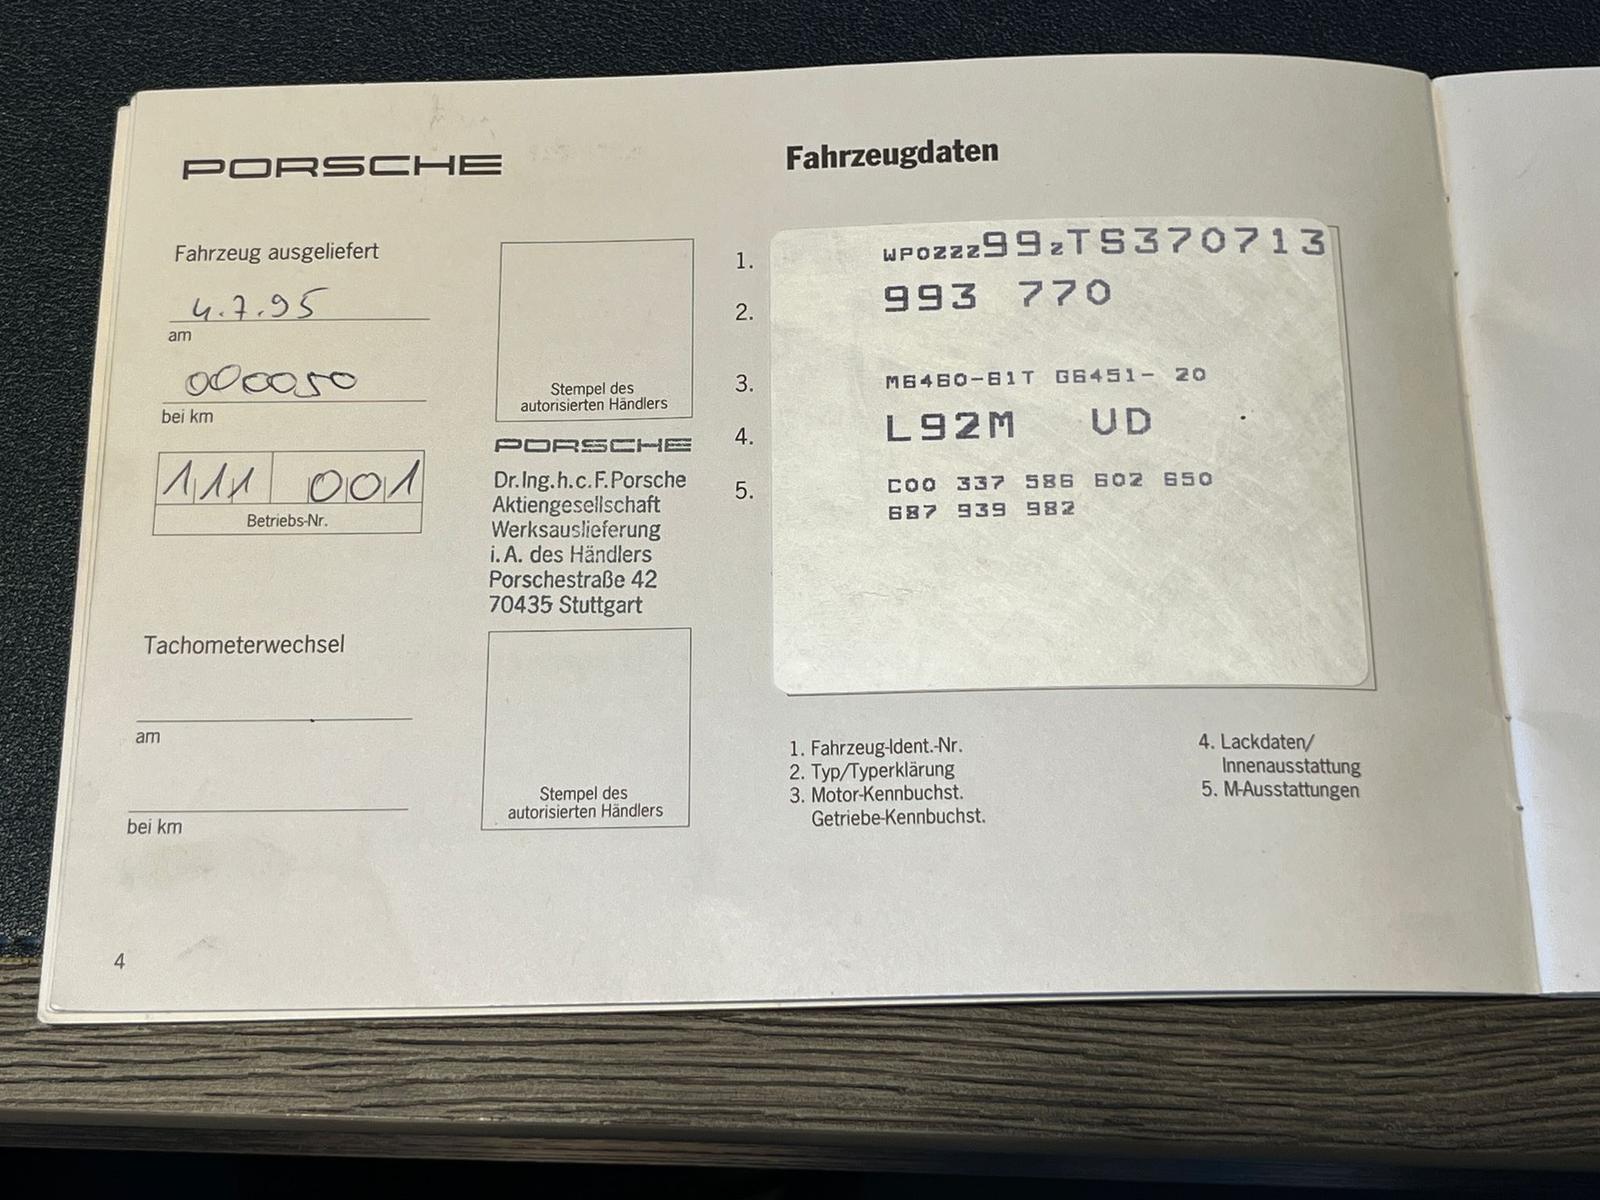 PORSCHE
Fahrzeug ausgeliefert
4.7.95
am
000050
bei km
111 001
Betriebs-Nr.
Stempel des
autorisierten Händlers
PORSCHE
Dr.Ing.h.c.F.Porsche
Aktiengesellschaft
Werksauslieferung
i.A. des Händlers
Porschestraße 42
70435 Stuttgart
Tachometerwechsel
am
bei km
Stempel des
autorisierten Händlers
4
Fahrzeugdaten
1. WP0ZZZ99ZTS370713
2. 993 770
3. M6460-61T G6451- 20
4. L92M UD
5. C00 337 586 602 650
687 939 982
1. Fahrzeug-Ident.-Nr.
2. Typ/Typerklärung
3. Motor-Kennbuchst.
Getriebe-Kennbuchst.
4. Lackdaten/
Innenausstattung
5. M-Ausstattungen